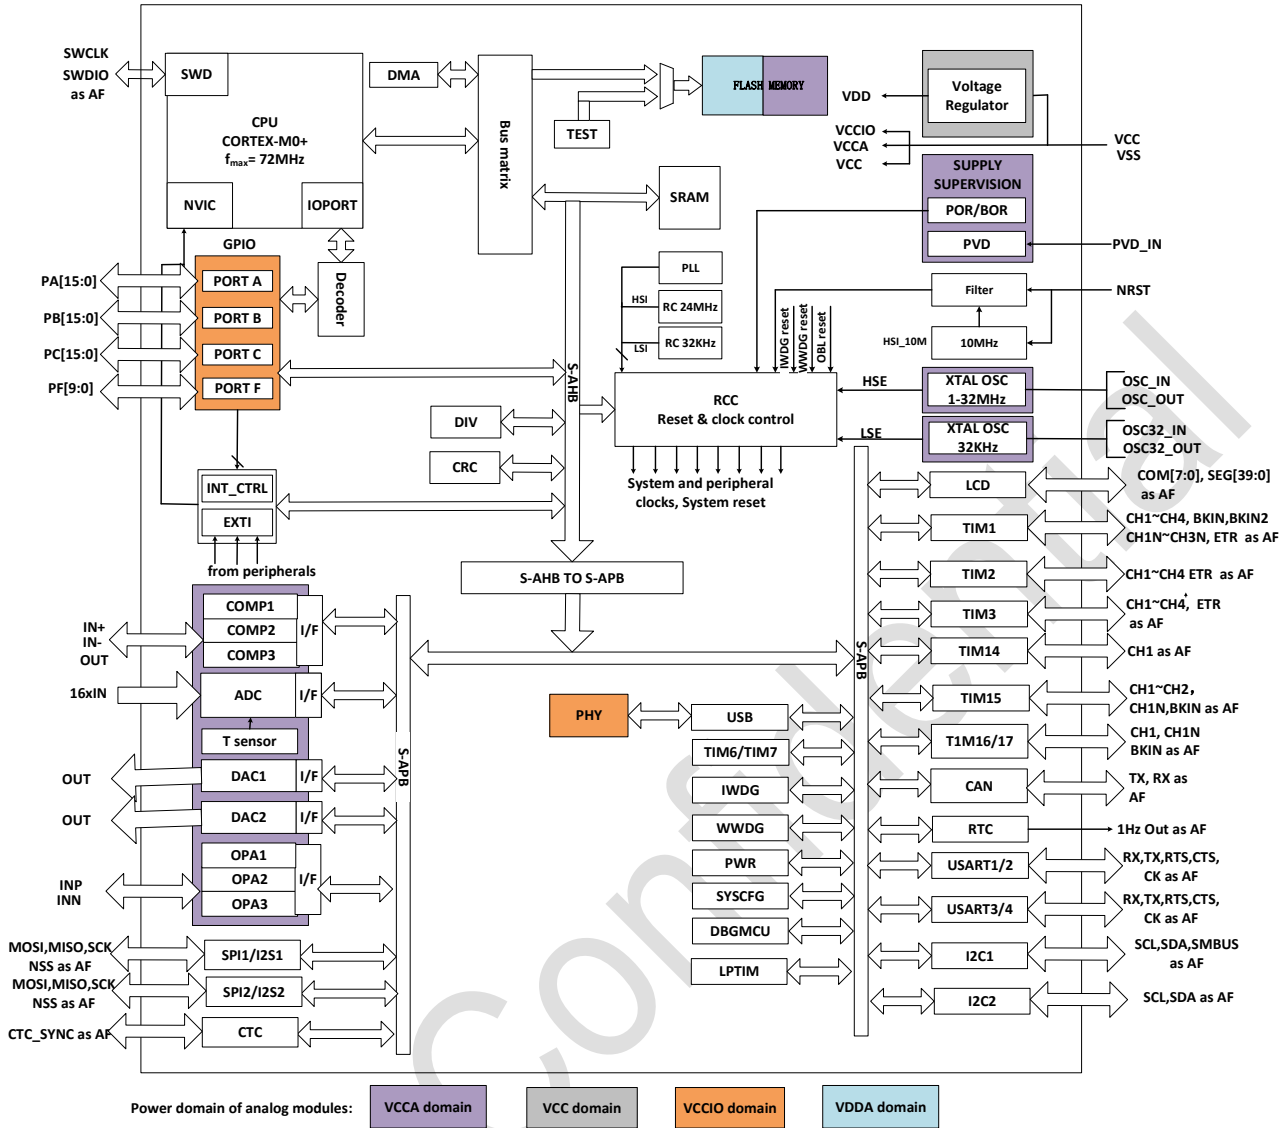 SWCLK
SWDIO
as AF
SWD
CPU
CORTEX-M0+
fmax= 72MHz
NVIC
IOPORT
DMA
Bus matrix
TEST
FLASH MEMORY
SRAM
Voltage
Regulator
VDD
VCCIO
VCCA
VCC
VCC
VSS
SUPPLY
SUPERVISION
POR/BOR
PVD
PVD_IN
GPIO
PORT A
PORT B
PORT C
PORT F
PA[15:0]
PB[15:0]
PC[15:0]
PF[9:0]
Decoder
PLL
HSI
RC 24MHz
RC 32KHz
LSI
IWDG reset
WWDG reset
OBL reset
Filter
NRST
HSI_10M
10MHz
S-AHB
RCC
Reset & clock control
HSE
XTAL OSC
1-32MHz
OSC_IN
OSC_OUT
LSE
XTAL OSC
32KHz
OSC32_IN
OSC32_OUT
DIV
CRC
System and peripheral
clocks, System reset
INT_CTRL
EXTI
from peripherals
S-AHB TO S-APB
COMP1
COMP2
COMP3
I/F
IN+
IN-
OUT
16xIN
ADC
I/F
T sensor
OUT
DAC1
I/F
OUT
DAC2
I/F
OPA1
OPA2
OPA3
I/F
INP
INN
MOSI,MISO,SCK
NSS as AF
SPI1/I2S1
MOSI,MISO,SCK
NSS as AF
SPI2/I2S2
CTC_SYNC as AF
CTC
S-APB
PHY
USB
TIM6/TIM7
IWDG
WWDG
PWR
SYSCFG
DBGMCU
LPTIM
S-APB
LCD
COM[7:0], SEG[39:0]
as AF
TIM1
CH1~CH4, BKIN,BKIN2
CH1N~CH3N, ETR as AF
TIM2
CH1~CH4 ETR as AF
TIM3
CH1~CH4, ETR
as AF
TIM14
CH1 as AF
TIM15
CH1~CH2,
CH1N,BKIN as AF
T1M16/17
CH1, CH1N
BKIN as AF
CAN
TX, RX as
AF
RTC
1Hz Out as AF
USART1/2
RX,TX,RTS,CTS,
CK as AF
USART3/4
RX,TX,RTS,CTS,
CK as AF
I2C1
SCL,SDA,SMBUS
as AF
I2C2
SCL,SDA as AF
Confidential
Power domain of analog modules:
VCCA domain
VCC domain
VCCIO domain
VDDA domain